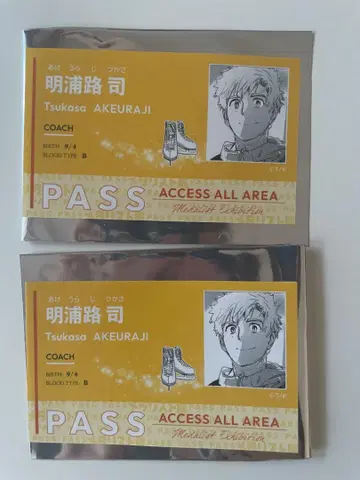 あけ うら じ つかさ
明浦路 司
Tsukasa AKEURAJI
COACH
BIRTH 9/4
BLOOD TYPE B
PASS
ACCESS ALL AREA
Medalist Exhibition
あけ うら じ つかさ
明浦路 司
Tsukasa AKEURAJI
COACH
BIRTH 9/4
BLOOD TYPE B
PASS
ACCESS ALL AREA
Medalist Exhibition